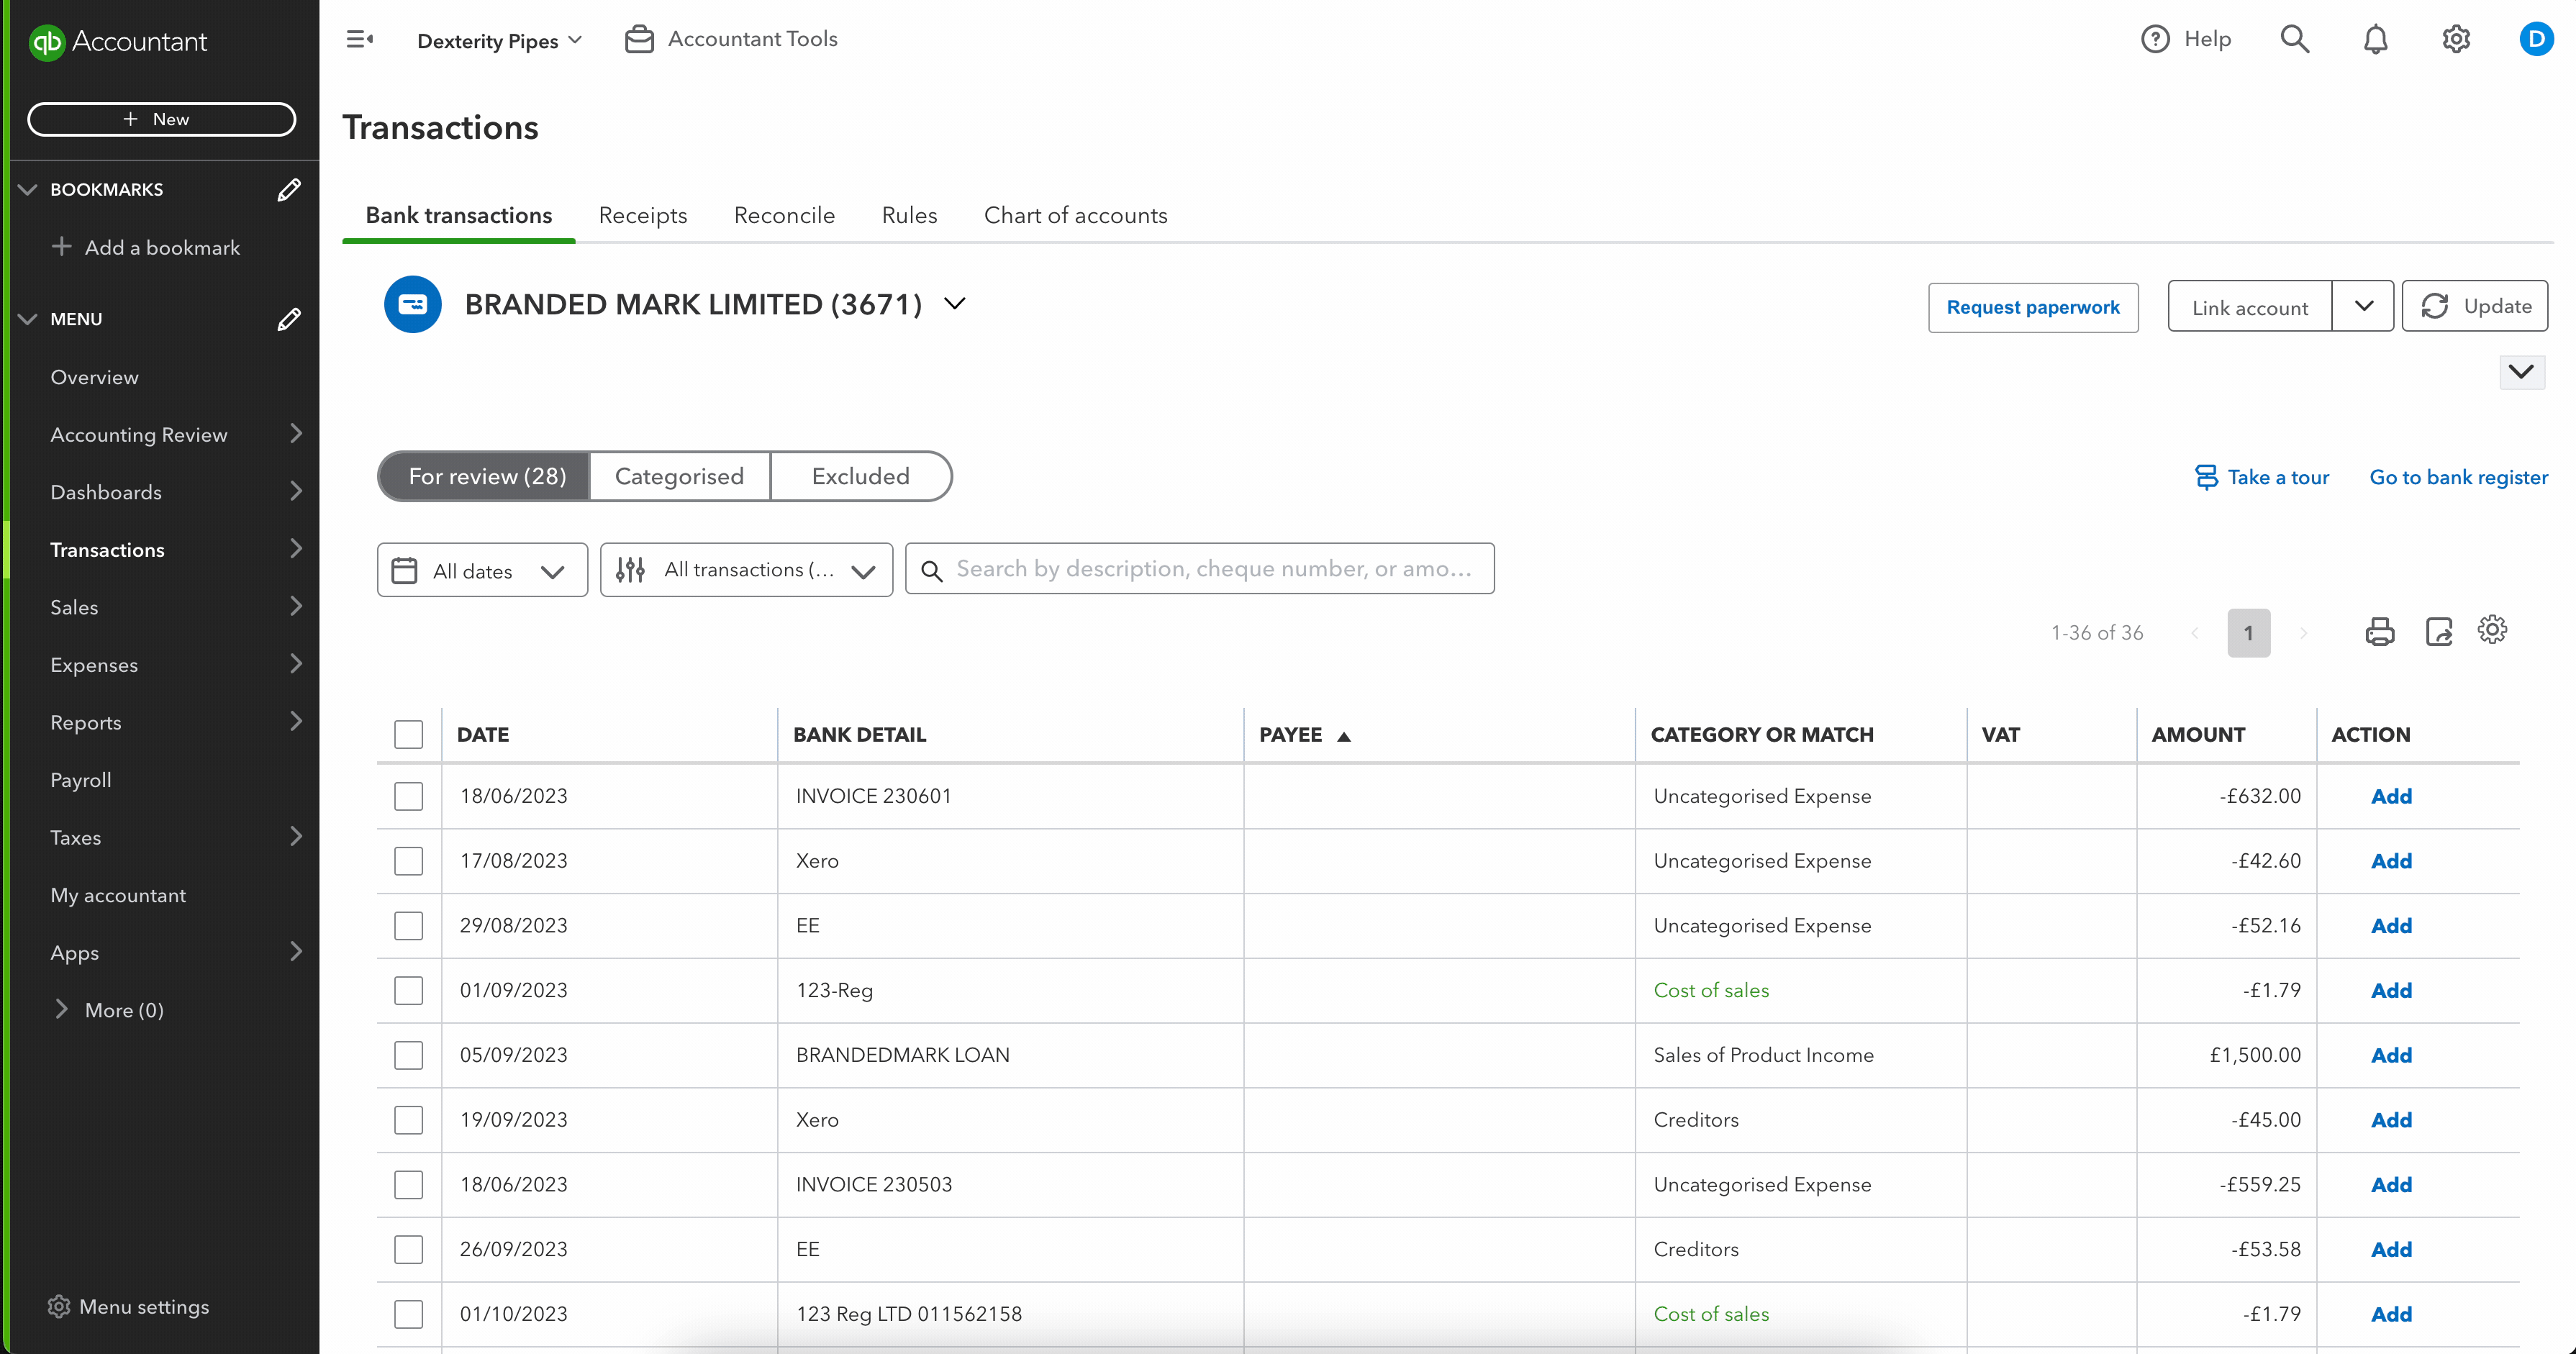 qb Accountant
+ New
BOOKMARKS
+ Add a bookmark
MENU
Overview
Accounting Review
Dashboards
Transactions
Sales
Expenses
Reports
Payroll
Taxes
My accountant
Apps
More (0)
Menu settings
Dexterity Pipes
Accountant Tools
? Help
D
Transactions
Bank transactions Receipts Reconcile Rules Chart of accounts
BRANDED MARK LIMITED (3671)
Request paperwork Link account Update
For review (28) Categorised Excluded
Take a tour Go to bank register
All dates All transactions (... Search by description, cheque number, or amo...
1-36 of 36 1
DATE BANK DETAIL PAYEE CATEGORY OR MATCH VAT AMOUNT ACTION
18/06/2023 INVOICE 230601 Uncategorised Expense -£632.00 Add
17/08/2023 Xero Uncategorised Expense -£42.60 Add
29/08/2023 EE Uncategorised Expense -£52.16 Add
01/09/2023 123-Reg Cost of sales -£1.79 Add
05/09/2023 BRANDEDMARK LOAN Sales of Product Income £1,500.00 Add
19/09/2023 Xero Creditors -£45.00 Add
18/06/2023 INVOICE 230503 Uncategorised Expense -£559.25 Add
26/09/2023 EE Creditors -£53.58 Add
01/10/2023 123 Reg LTD 011562158 Cost of sales -£1.79 Add